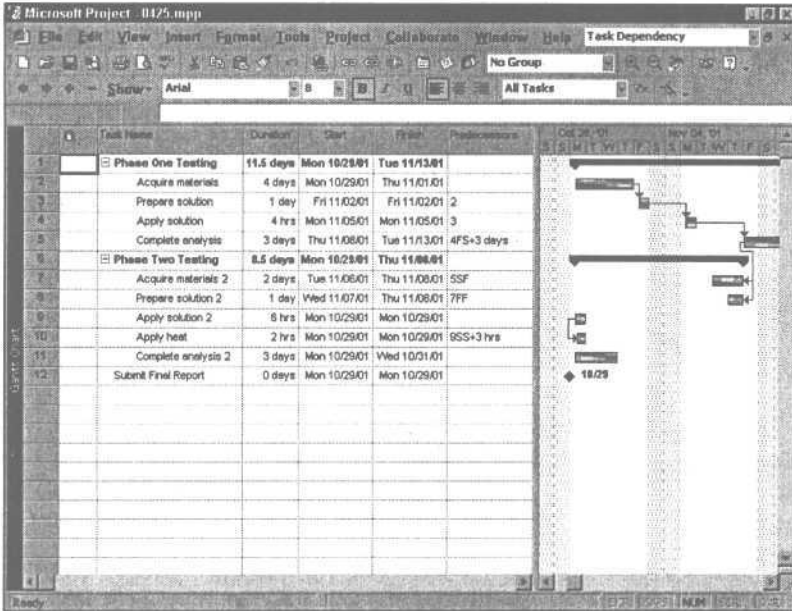 Microsoft Project - 0425.mpp
File Edit View Insert Format Tools Project Collaborate Window Help Task Dependency
No Group
Show Arial 8 B I U All Tasks
Task Name Duration Start Finish Predecessors Oct 28, '01 Nov 04, '01
S S M T W T F S S M T W T F S
1 Phase One Testing 11.5 days Mon 10/29/01 Tue 11/13/01
2 Acquire materials 4 days Mon 10/29/01 Thu 11/01/01
3 Prepare solution 1 day Fri 11/02/01 Fri 11/02/01 2
4 Apply solution 4 hrs Mon 11/05/01 Mon 11/05/01 3
5 Complete analysis 3 days Thu 11/08/01 Tue 11/13/01 4FS+3 days
6 Phase Two Testing 8.5 days Mon 10/29/01 Thu 11/08/01
7 Acquire materials 2 2 days Tue 11/06/01 Thu 11/08/01 5SF
8 Prepare solution 2 1 day Wed 11/07/01 Thu 11/08/01 7FF
9 Apply solution 2 6 hrs Mon 10/29/01 Mon 10/29/01
10 Apply heat 2 hrs Mon 10/29/01 Mon 10/29/01 9SS+3 hrs
11 Complete analysis 2 3 days Mon 10/29/01 Wed 10/31/01
12 Submit Final Report 0 days Mon 10/29/01 Mon 10/29/01
10/29
Gantt Chart
Ready EXT CAPS NUM SCRL OVR